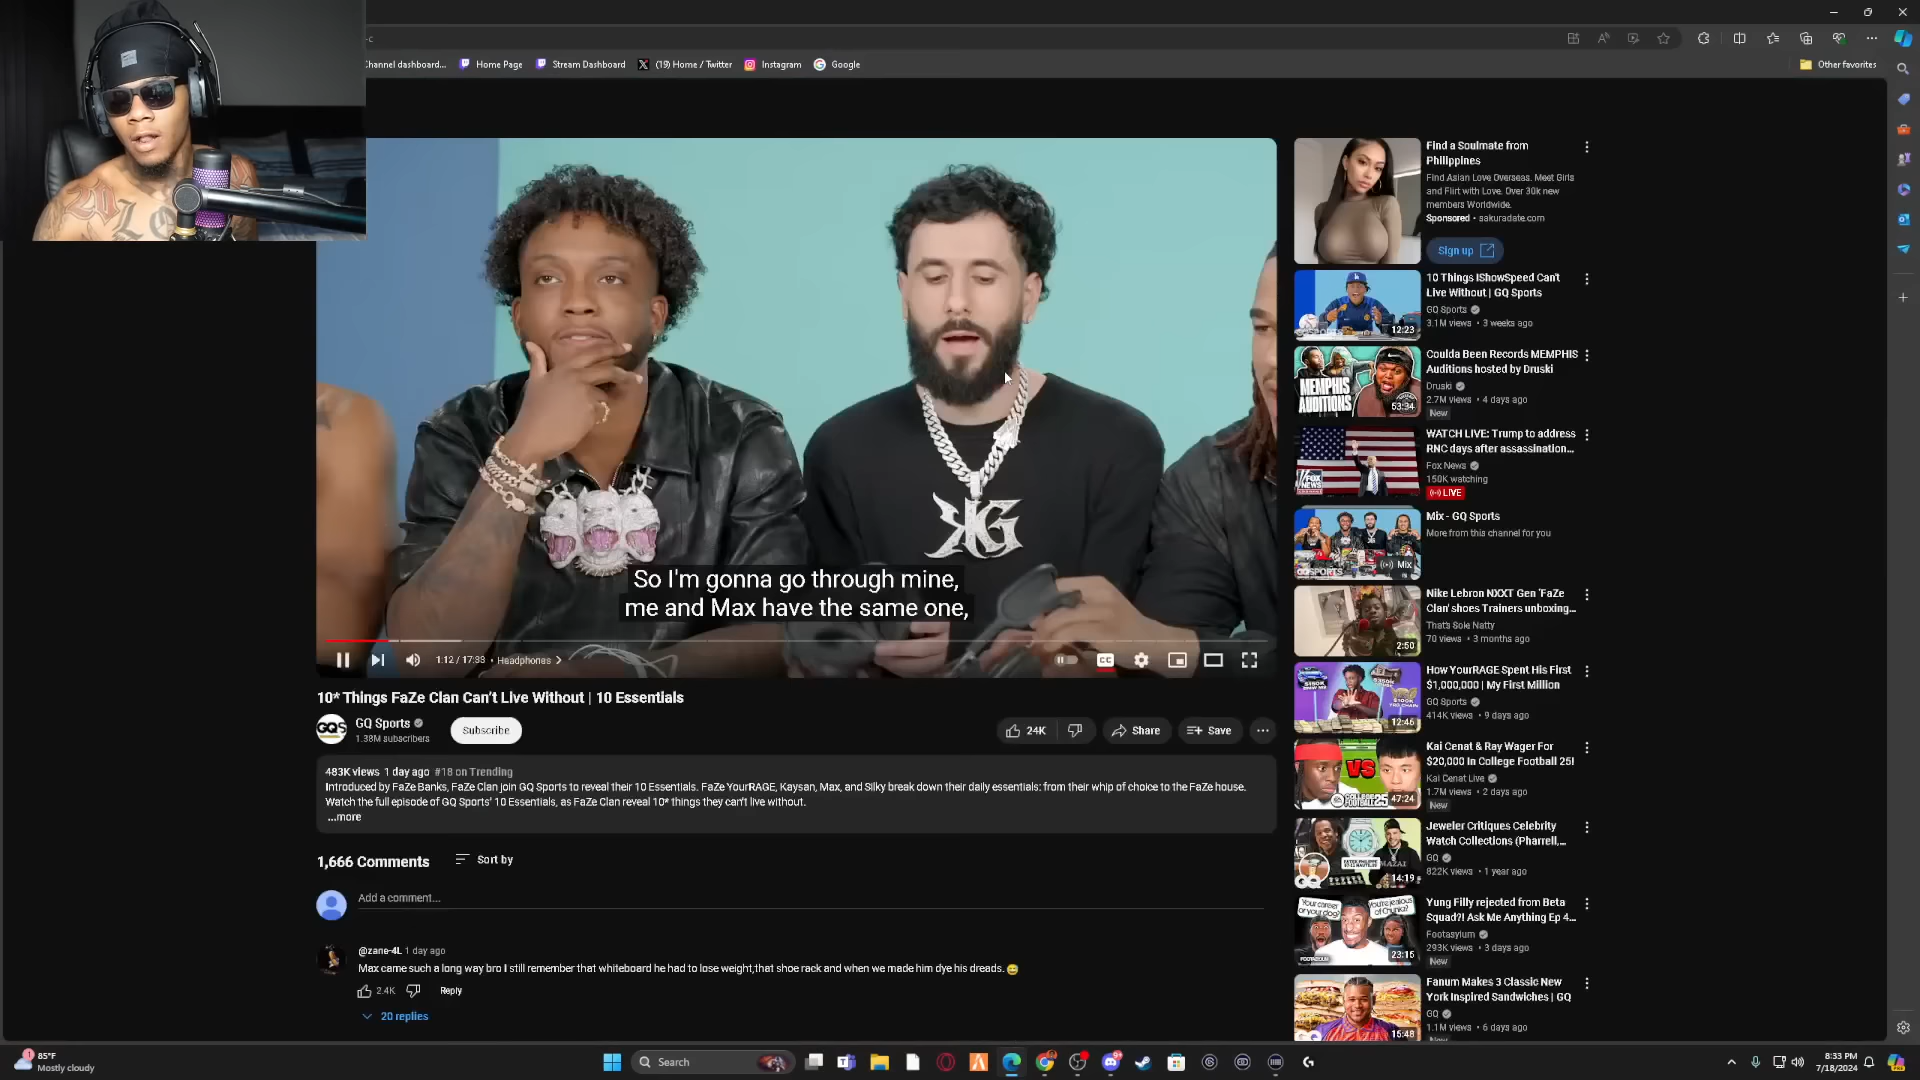 Channel dashboard...
Home Page
Stream Dashboard
(19) Home / Twitter
Instagram
Google
Other favorites
So I'm gonna go through mine,
me and Max have the same one,
1:12 / 17:33 • Headphones
CC
10* Things FaZe Clan Can't Live Without | 10 Essentials
GQ Sports
1.38M subscribers
Subscribe
24K
Share
Save
483K views 1 day ago #18 on Trending
Introduced by FaZe Banks, FaZe Clan join GQ Sports to reveal their 10 Essentials. FaZe YourRAGE, Kaysan, Max, and Silky break down their daily essentials: from their whip of choice to the FaZe house.
Watch the full episode of GQ Sports' 10 Essentials, as FaZe Clan reveal 10* things they can't live without.
...more
1,666 Comments
Sort by
Add a comment...
@zane-4L 1 day ago
Max came such a long way bro I still remember that whiteboard he had to lose weight,that shoe rack and when we made him dye his dreads. 😅
2.4K
Reply
20 replies
Find a Soulmate from
Philippines
Find Asian Love Overseas. Meet Girls
and Flirt with Love. Over 30k new
members Worldwide.
Sponsored • sakuradate.com
Sign up
10 Things IShowSpeed Can't
Live Without | GQ Sports
GQ Sports
3.1M views • 3 weeks ago
12:23
Coulda Been Records MEMPHIS
Auditions hosted by Druski
Druski
2.7M views • 4 days ago
New
MEMPHIS
AUDITIONS
53:34
WATCH LIVE: Trump to address
RNC days after assassination...
Fox News
150K watching
LIVE
Mix - GQ Sports
More from this channel for you
Mix
Nike Lebron NXXT Gen 'FaZe
Clan' shoes Trainers unboxing...
That's Sole Natty
70 views • 3 months ago
2:50
How YourRAGE Spent His First
$1,000,000 | My First Million
GQ Sports
414K views • 9 days ago
12:46
Kai Cenat & Ray Wager For
$20,000 In College Football 25!
Kai Cenat Live
1.7M views • 2 days ago
New
VS
47:24
Jeweler Critiques Celebrity
Watch Collections (Pharrell,...
GQ
822K views • 1 year ago
14:19
Yung Filly rejected from Beta
Squad?! Ask Me Anything Ep 4...
Footasylum
293K views • 3 days ago
New
Your career
or your dog?
You're jealous
of Chunkz?
23:15
Fanum Makes 3 Classic New
York Inspired Sandwiches | GQ
GQ
1.1M views • 6 days ago
15:48
85°F
Mostly cloudy
Search
8:33 PM
7/18/2024